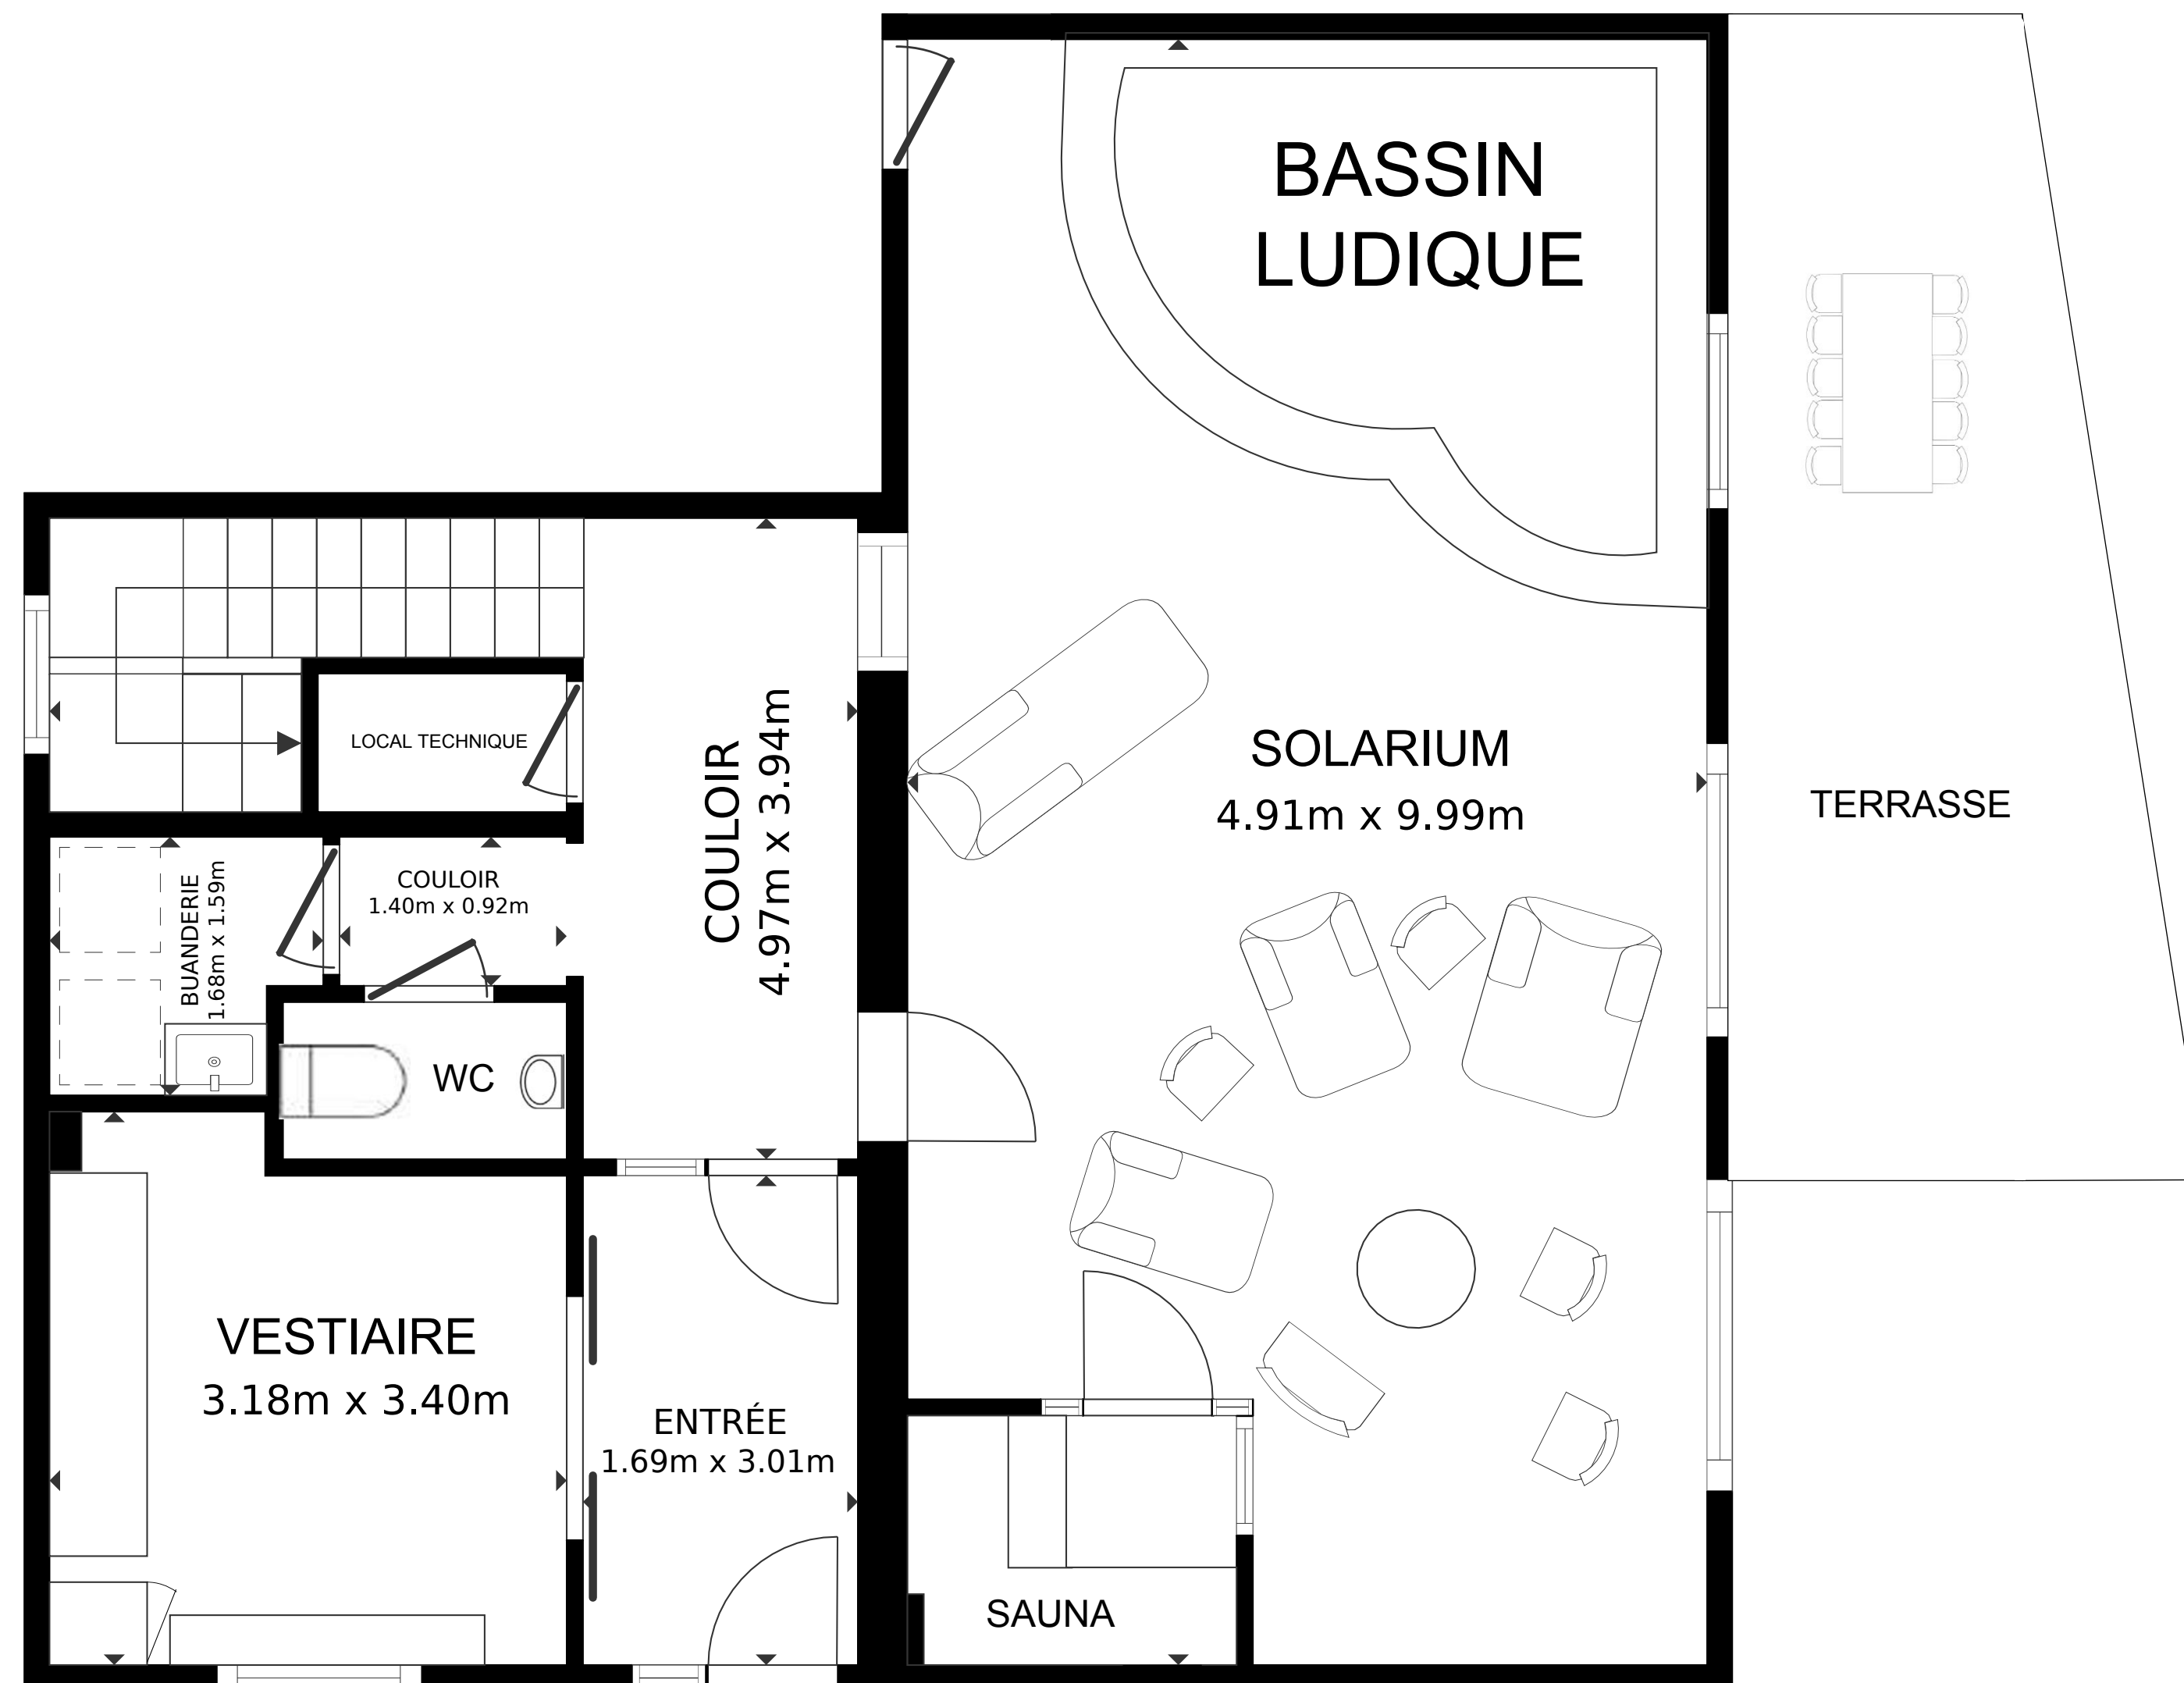 BASSIN
LUDIQUE
SOLARIUM
4.91m x 9.99m
TERRASSE
LOCAL TECHNIQUE
COULOIR
4.97m x 3.94m
COULOIR
1.40m x 0.92m
BUANDERIE
1.68m x 1.59m
WC
VESTIAIRE
3.18m x 3.40m
ENTRÉE
1.69m x 3.01m
SAUNA